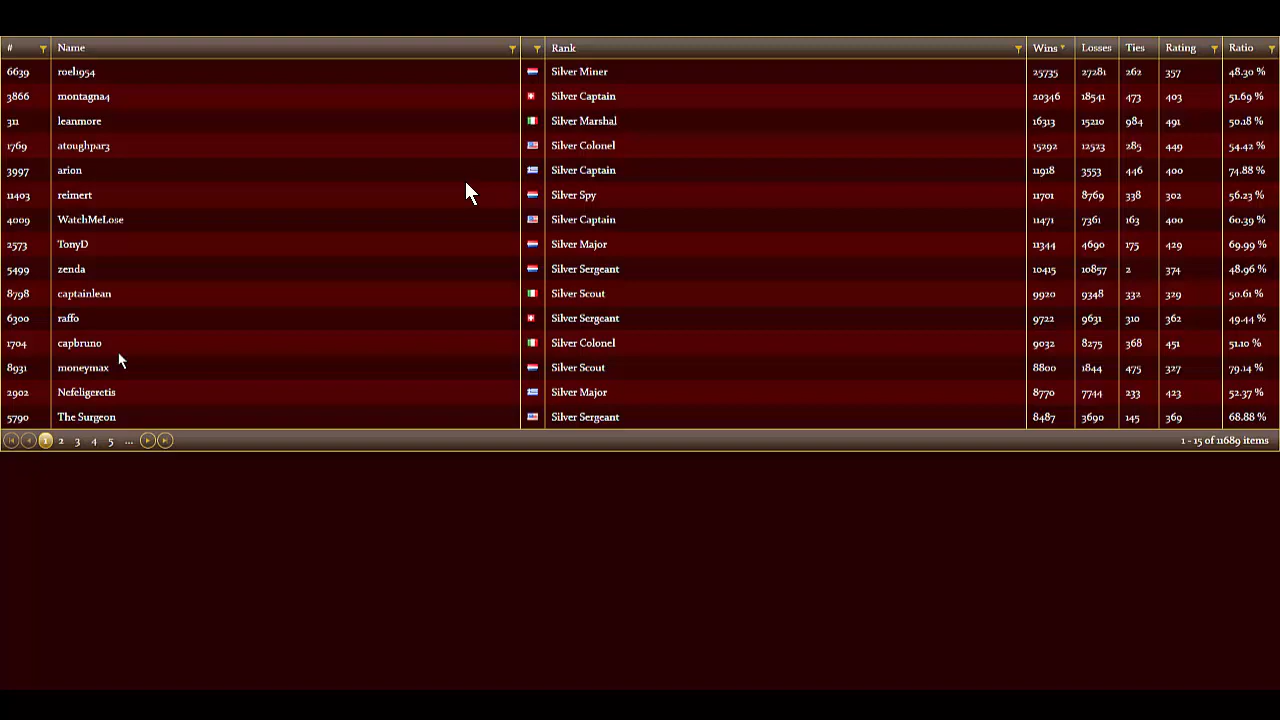 # Name Rank Wins Losses Ties Rating Ratio
6639 roel1954 Silver Miner 25735 27281 262 357 48.30 %
3866 montagna4 Silver Captain 20346 18541 473 403 51.69 %
311 leanmore Silver Marshal 16313 15210 984 491 50.18 %
1769 atoughpar3 Silver Colonel 15292 12523 285 449 54.42 %
3997 arion Silver Captain 11918 3553 446 400 74.88 %
11403 reimert Silver Spy 11701 8769 338 302 56.23 %
4009 WatchMeLose Silver Captain 11471 7361 163 400 60.39 %
2573 TonyD Silver Major 11344 4690 175 429 69.99 %
5499 zenda Silver Sergeant 10415 10857 2 374 48.96 %
8798 captainlean Silver Scout 9920 9348 332 329 50.61 %
6300 raffo Silver Sergeant 9722 9631 310 362 49.44 %
1704 capbruno Silver Colonel 9032 8275 368 451 51.10 %
8931 moneymax Silver Scout 8800 1844 475 327 79.14 %
2902 Nefeligeretis Silver Major 8770 7744 233 423 52.37 %
5790 The Surgeon Silver Sergeant 8487 3690 145 369 68.88 %
1 2 3 4 5 ... 1 - 15 of 11689 items